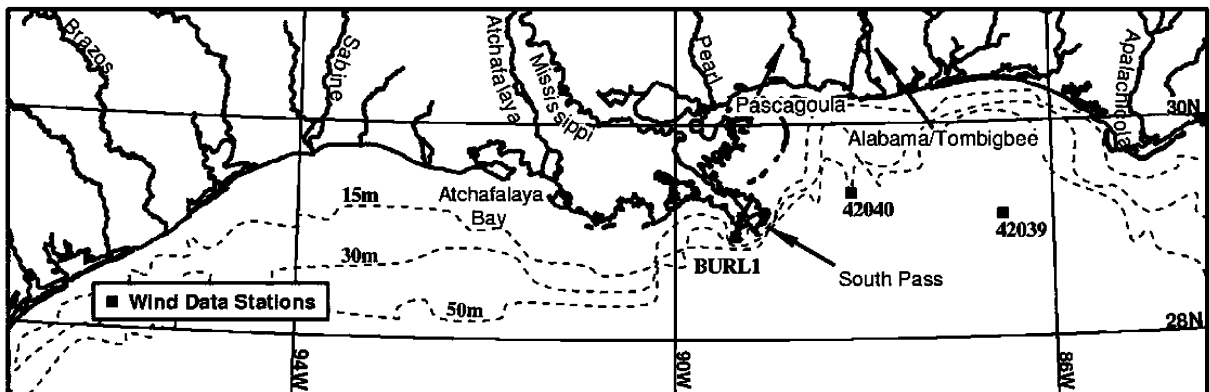 Brazos
Sabine
Atchafalaya
Mississippi
Pearl
Pascagoula
Alabama/Tombigbee
Apalachicola
30N
Atchafalaya
Bay
15m
30m
50m
42040
42039
BURL1
South Pass
Wind Data Stations
28N
94W
90W
86W